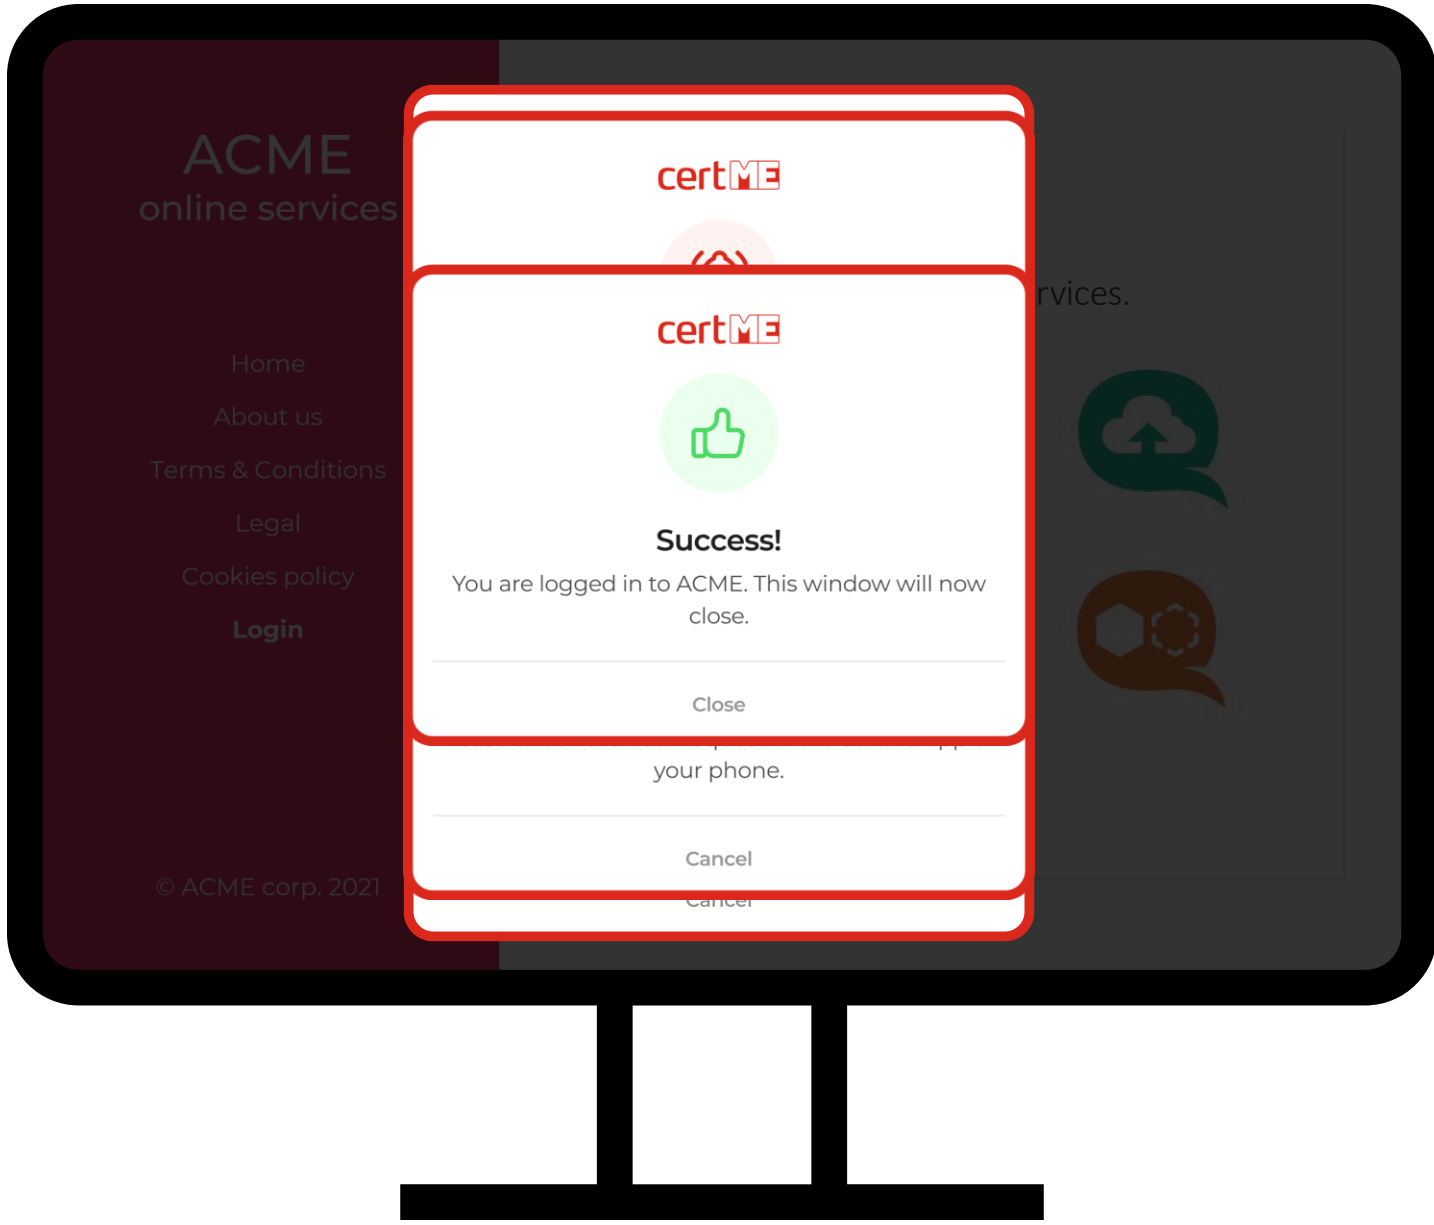 ACME
online services
Home
About us
Terms & Conditions
Legal
Cookies policy
Login
© ACME corp. 2021
certME
certME
Success!
You are logged in to ACME. This window will now
close.
Close
your phone.
Cancel
Cancel
rvices.